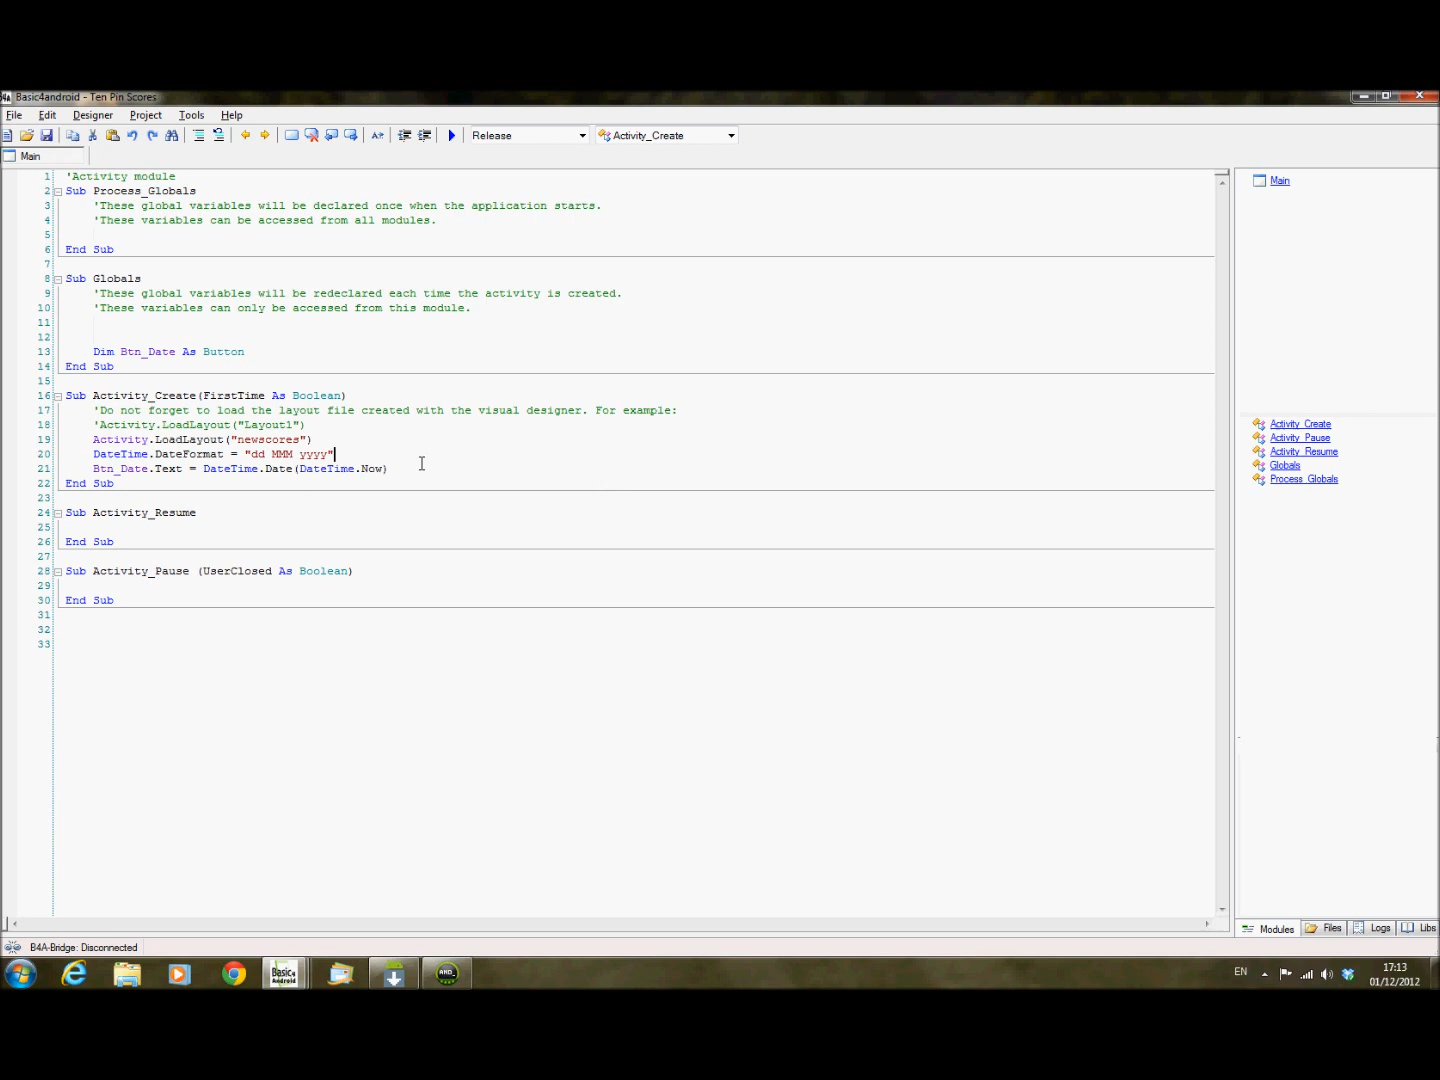 Basic4android - Ten Pin Scores
File Edit Designer Project Tools Help
Release Activity_Create
Main
1 'Activity module
2 Sub Process_Globals
3 'These global variables will be declared once when the application starts.
4 'These variables can be accessed from all modules.
5
6 End Sub
7
8 Sub Globals
9 'These global variables will be redeclared each time the activity is created.
10 'These variables can only be accessed from this module.
11
12
13 Dim Btn_Date As Button
14 End Sub
15
16 Sub Activity_Create(FirstTime As Boolean)
17 'Do not forget to load the layout file created with the visual designer. For example:
18 'Activity.LoadLayout("Layout1")
19 Activity.LoadLayout("newscores")
20 DateTime.DateFormat = "dd MMM yyyy"
21 Btn_Date.Text = DateTime.Date(DateTime.Now)
22 End Sub
23
24 Sub Activity_Resume
25
26 End Sub
27
28 Sub Activity_Pause (UserClosed As Boolean)
29
30 End Sub
31
32
33
Main
Activity_Create
Activity_Pause
Activity_Resume
Globals
Process_Globals
Modules Files Logs Libs
B4A-Bridge: Disconnected
Basic4
Android
AND_
EN
17:13
01/12/2012